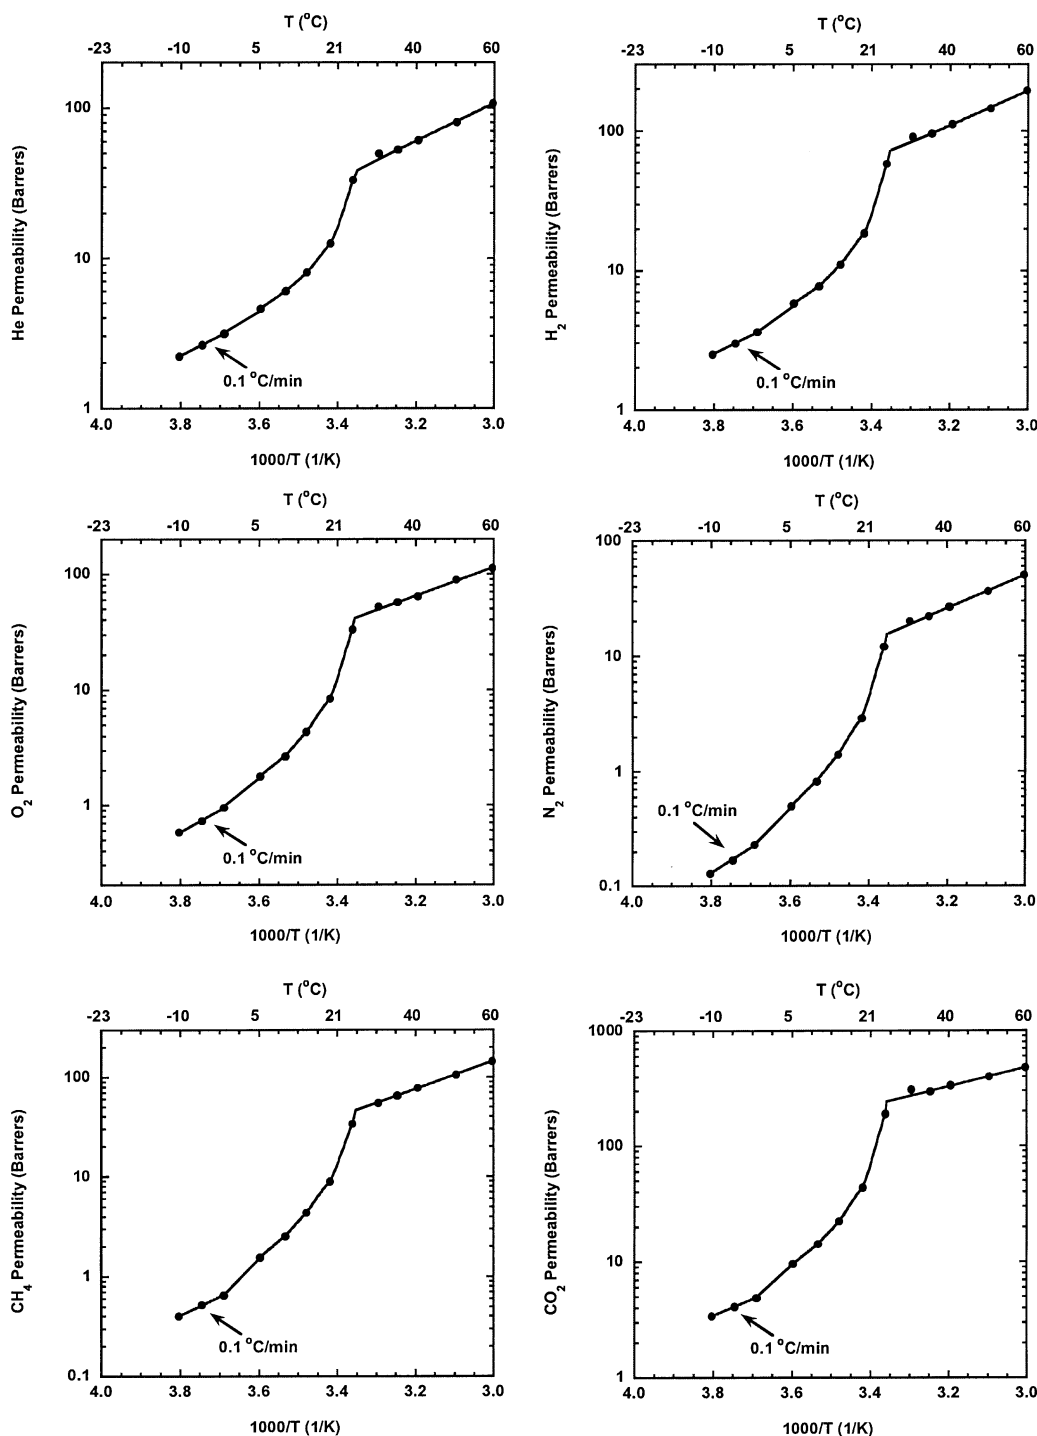 T (°C)
-23 -10 5 21 40 60
He Permeability (Barrers)
100
10
1
0.1 °C/min
4.0 3.8 3.6 3.4 3.2 3.0
1000/T (1/K)
T (°C)
-23 -10 5 21 40 60
H2 Permeability (Barrers)
1000
100
10
1
0.1 °C/min
4.0 3.8 3.6 3.4 3.2 3.0
1000/T (1/K)
T (°C)
-23 -10 5 21 40 60
O2 Permeability (Barrers)
100
10
1
0.1 °C/min
4.0 3.8 3.6 3.4 3.2 3.0
1000/T (1/K)
T (°C)
-23 -10 5 21 40 60
N2 Permeability (Barrers)
100
10
1
0.1
0.1 °C/min
4.0 3.8 3.6 3.4 3.2 3.0
1000/T (1/K)
T (°C)
-23 -10 5 21 40 60
CH4 Permeability (Barrers)
100
10
1
0.1
0.1 °C/min
4.0 3.8 3.6 3.4 3.2 3.0
1000/T (1/K)
T (°C)
-23 -10 5 21 40 60
CO2 Permeability (Barrers)
1000
100
10
1
0.1 °C/min
4.0 3.8 3.6 3.4 3.2 3.0
1000/T (1/K)